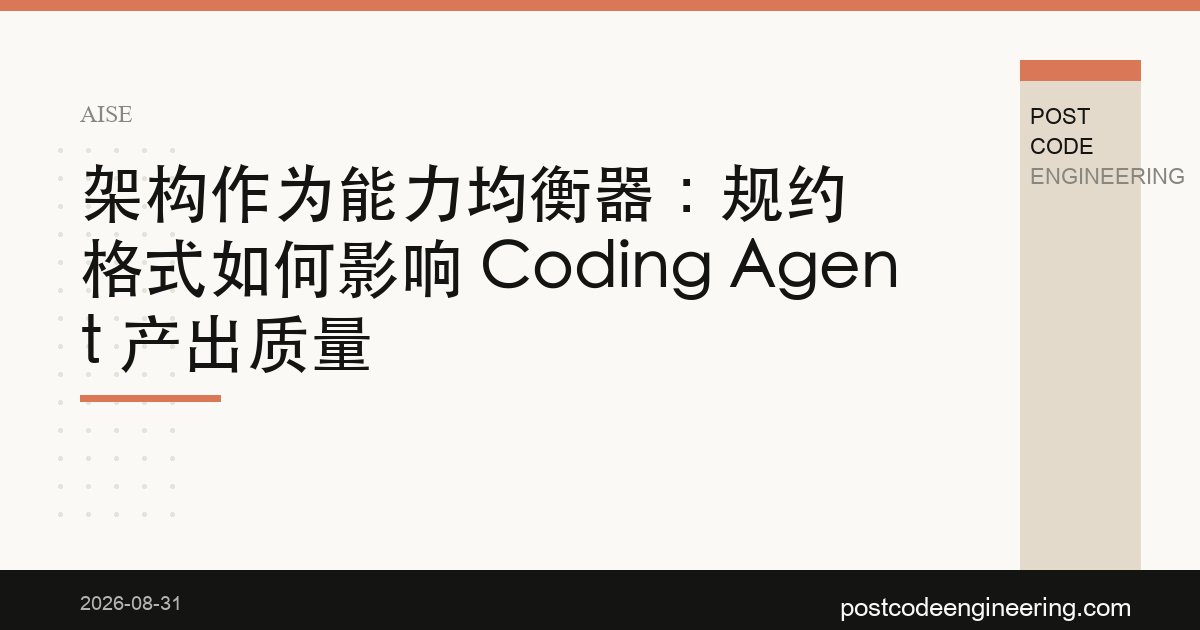 AISE
架构作为能力均衡器：规约
格式如何影响 Coding Agen
t 产出质量
POST
CODE
ENGINEERING
2026-08-31
postcodeengineering.com